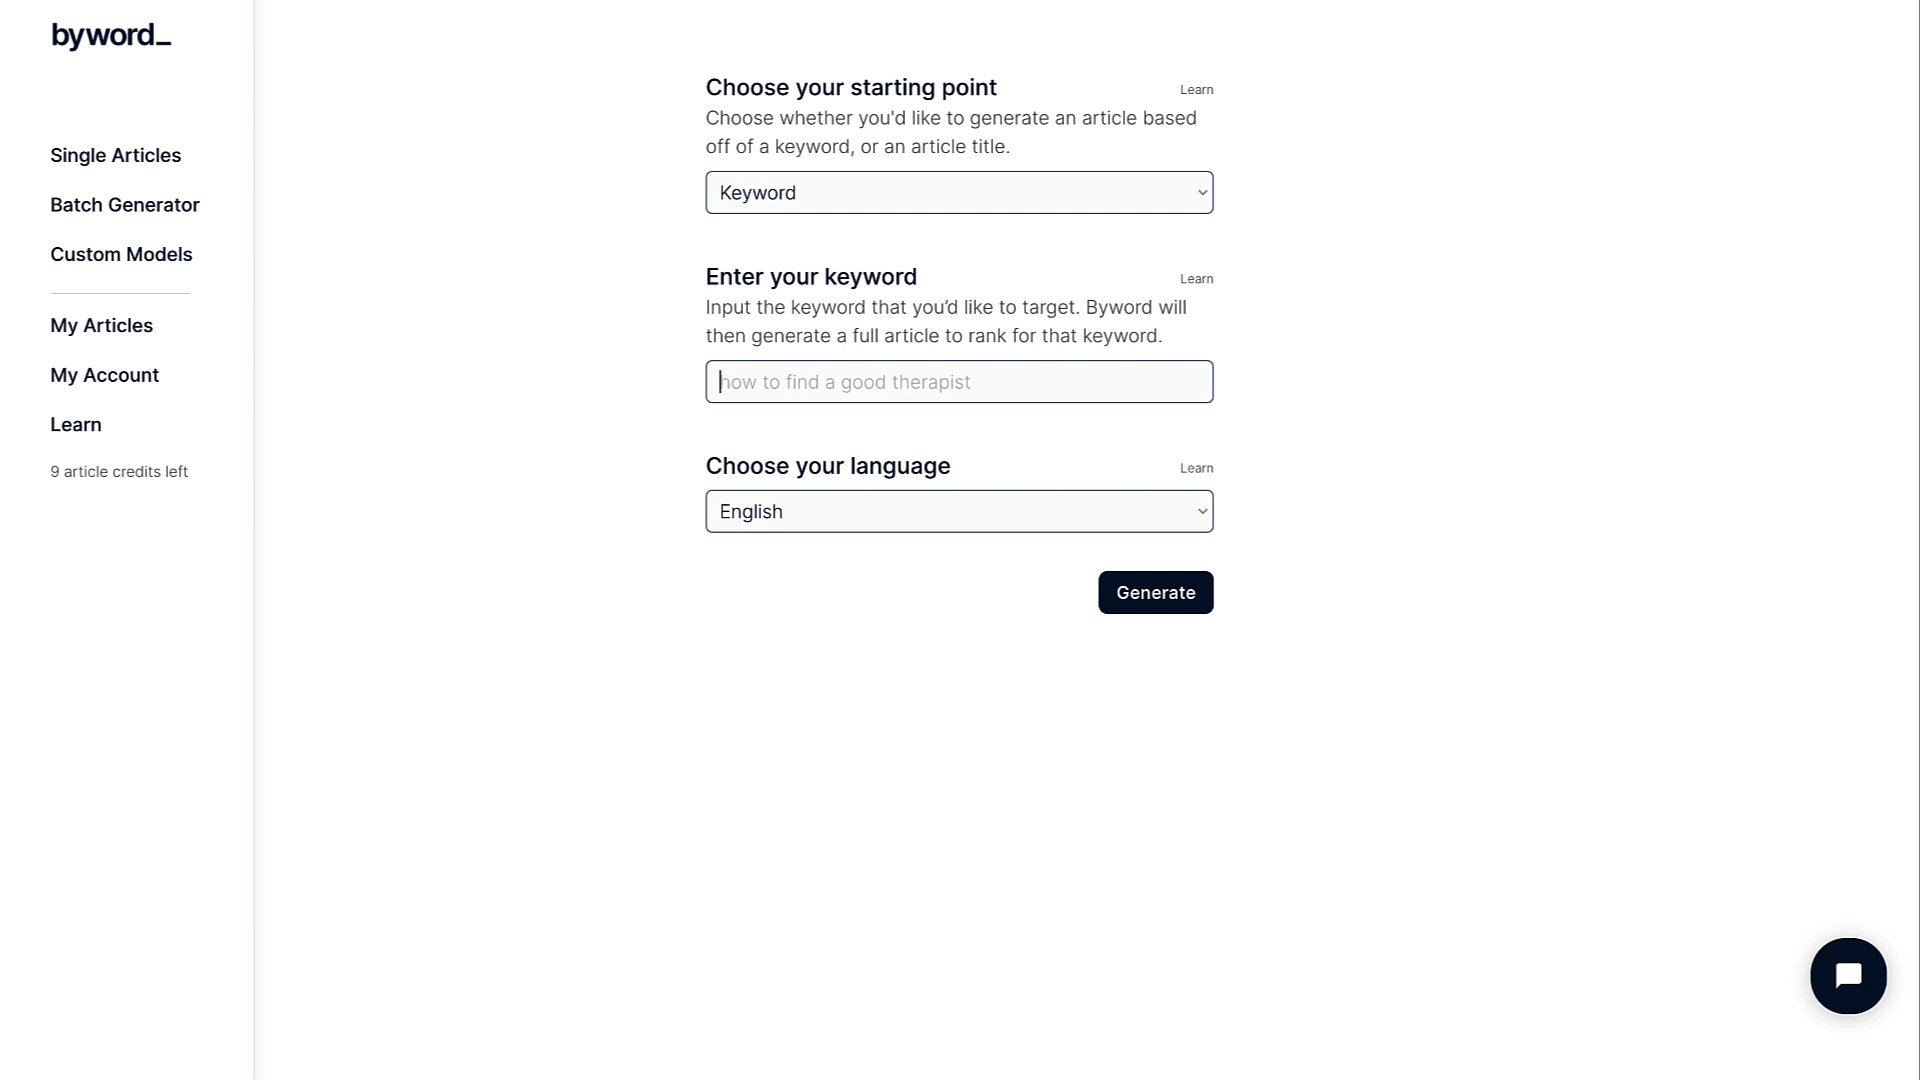 byword_
Single Articles
Batch Generator
Custom Models
My Articles
My Account
Learn
9 article credits left
Choose your starting point
Learn
Choose whether you'd like to generate an article based
off of a keyword, or an article title.
Keyword
Enter your keyword
Learn
Input the keyword that you’d like to target. Byword will
then generate a full article to rank for that keyword.
how to find a good therapist
Choose your language
Learn
English
Generate